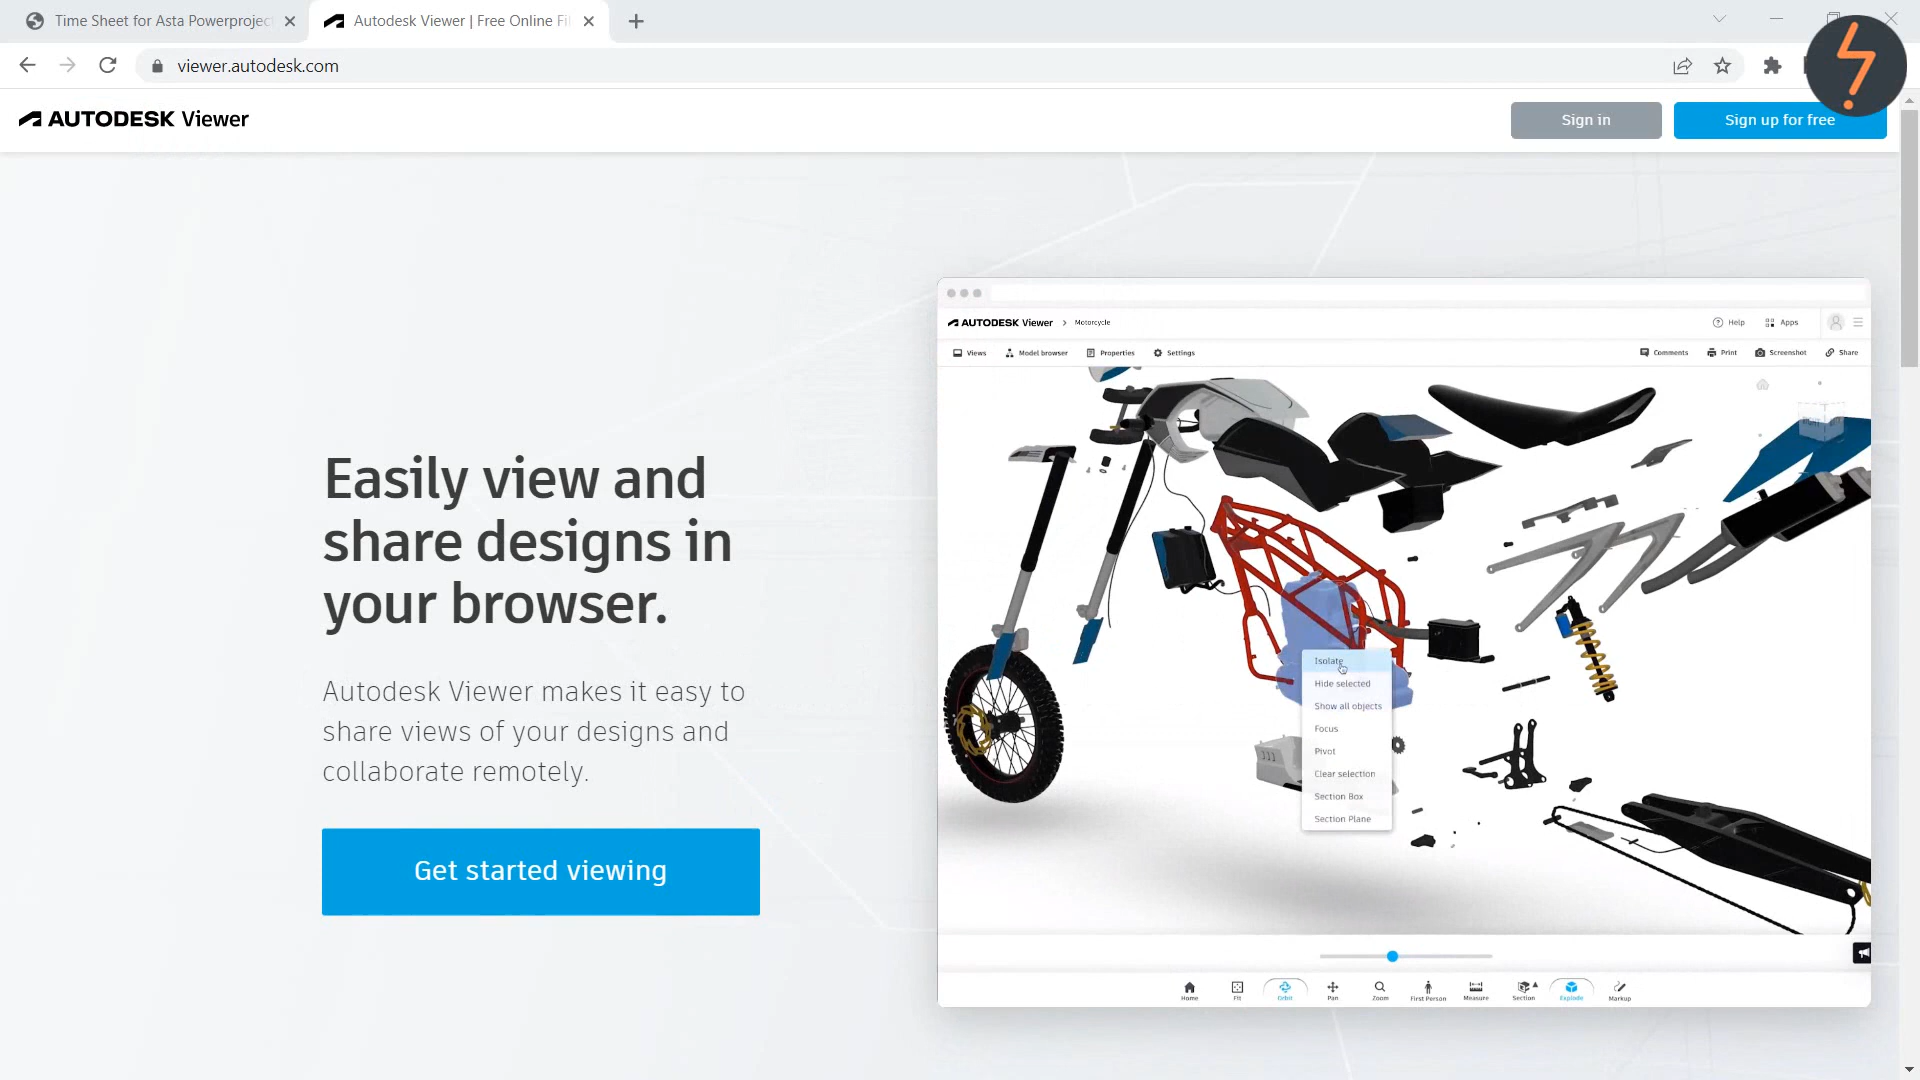 Time Sheet for Asta Powerproject
Autodesk Viewer | Free Online Fil
viewer.autodesk.com
AUTODESK Viewer
Sign in
Sign up for free
AUTODESK Viewer > Motorcycle
Help
Apps
Views
Model browser
Properties
Settings
Comments
Print
Screenshot
Share
Easily view and
share designs in
your browser.
Autodesk Viewer makes it easy to
share views of your designs and
collaborate remotely.
Get started viewing
Isolate
Hide selected
Show all objects
Focus
Pivot
Clear selection
Section Box
Section Plane
Home
Fit
Orbit
Pan
Zoom
First Person
Measure
Section
Explode
Markup